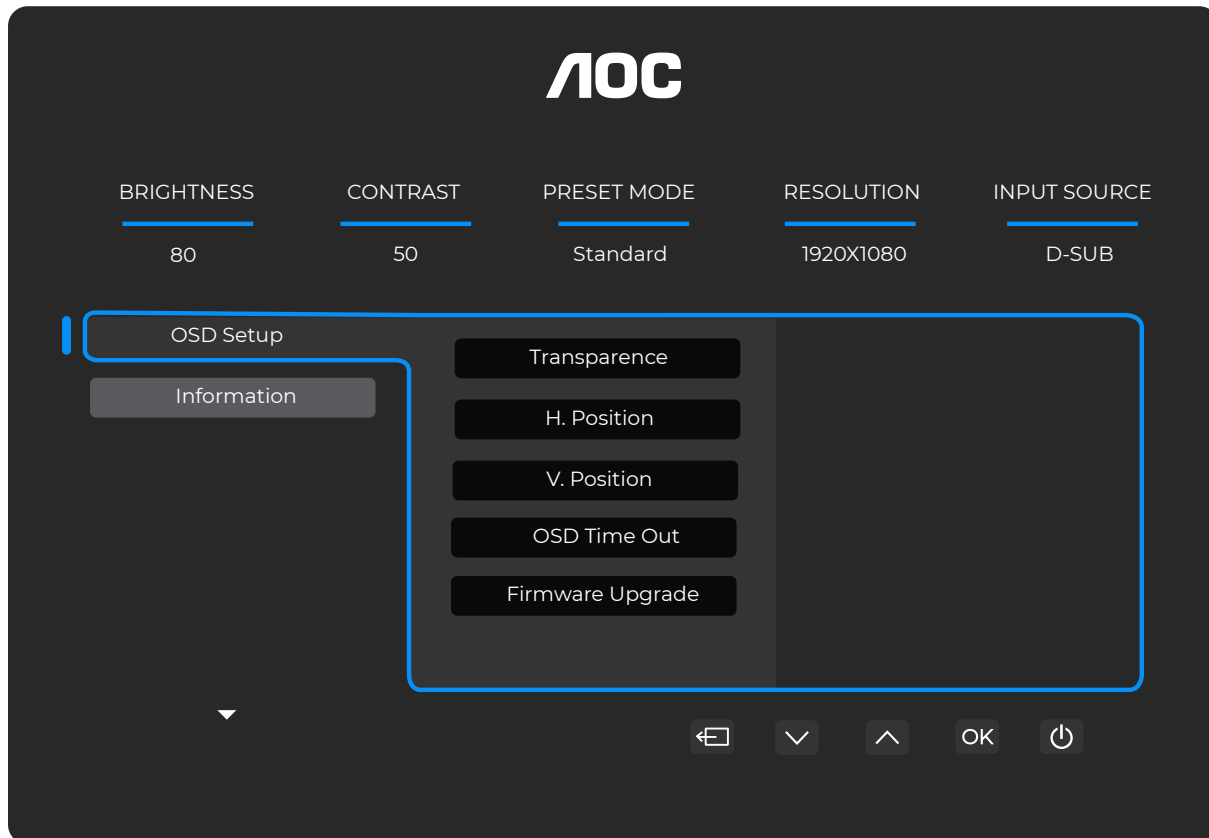 AOC
BRIGHTNESS CONTRAST PRESET MODE RESOLUTION INPUT SOURCE
80 50 Standard 1920X1080 D-SUB
OSD Setup
Information
Transparence
H. Position
V. Position
OSD Time Out
Firmware Upgrade
OK